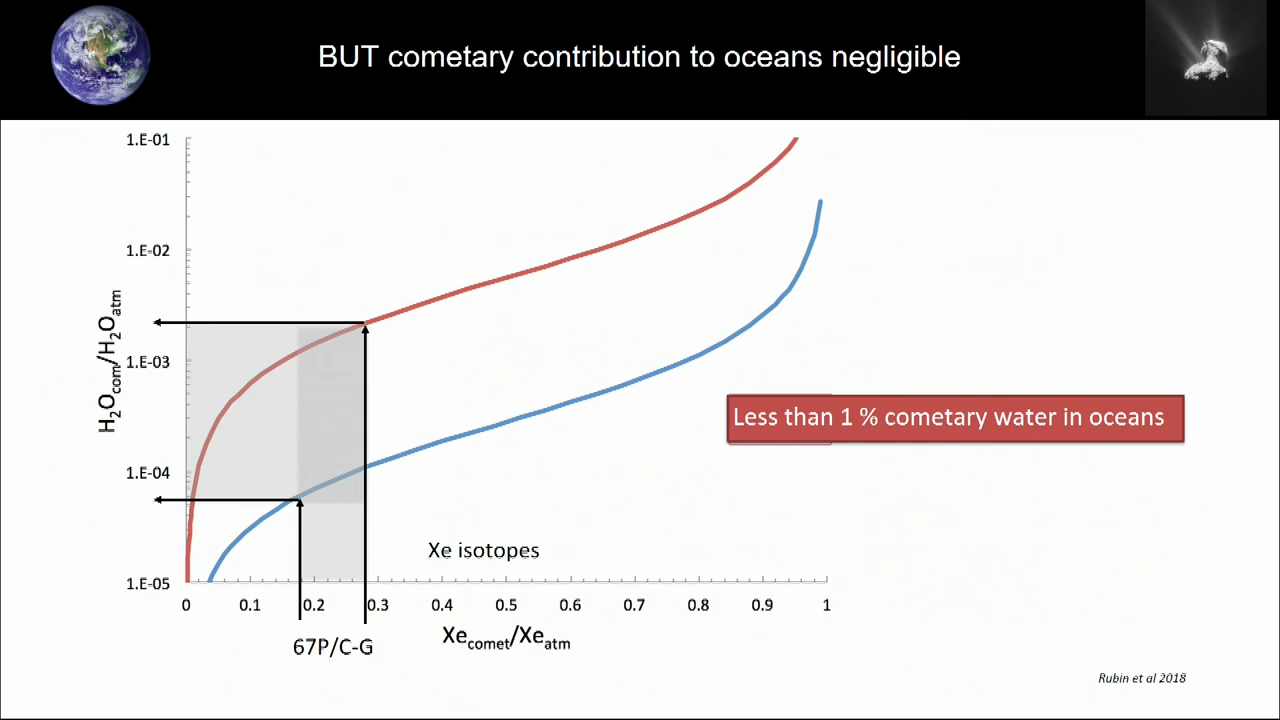 BUT cometary contribution to oceans negligible
1.E-01
1.E-02
1.E-03
1.E-04
1.E-05
H₂Ocom/H₂Oatm
Less than 1 % cometary water in oceans
Xe isotopes
0 0.1 0.2 0.3 0.4 0.5 0.6 0.7 0.8 0.9 1
67P/C-G
Xecomet/Xeatm
Rubin et al 2018